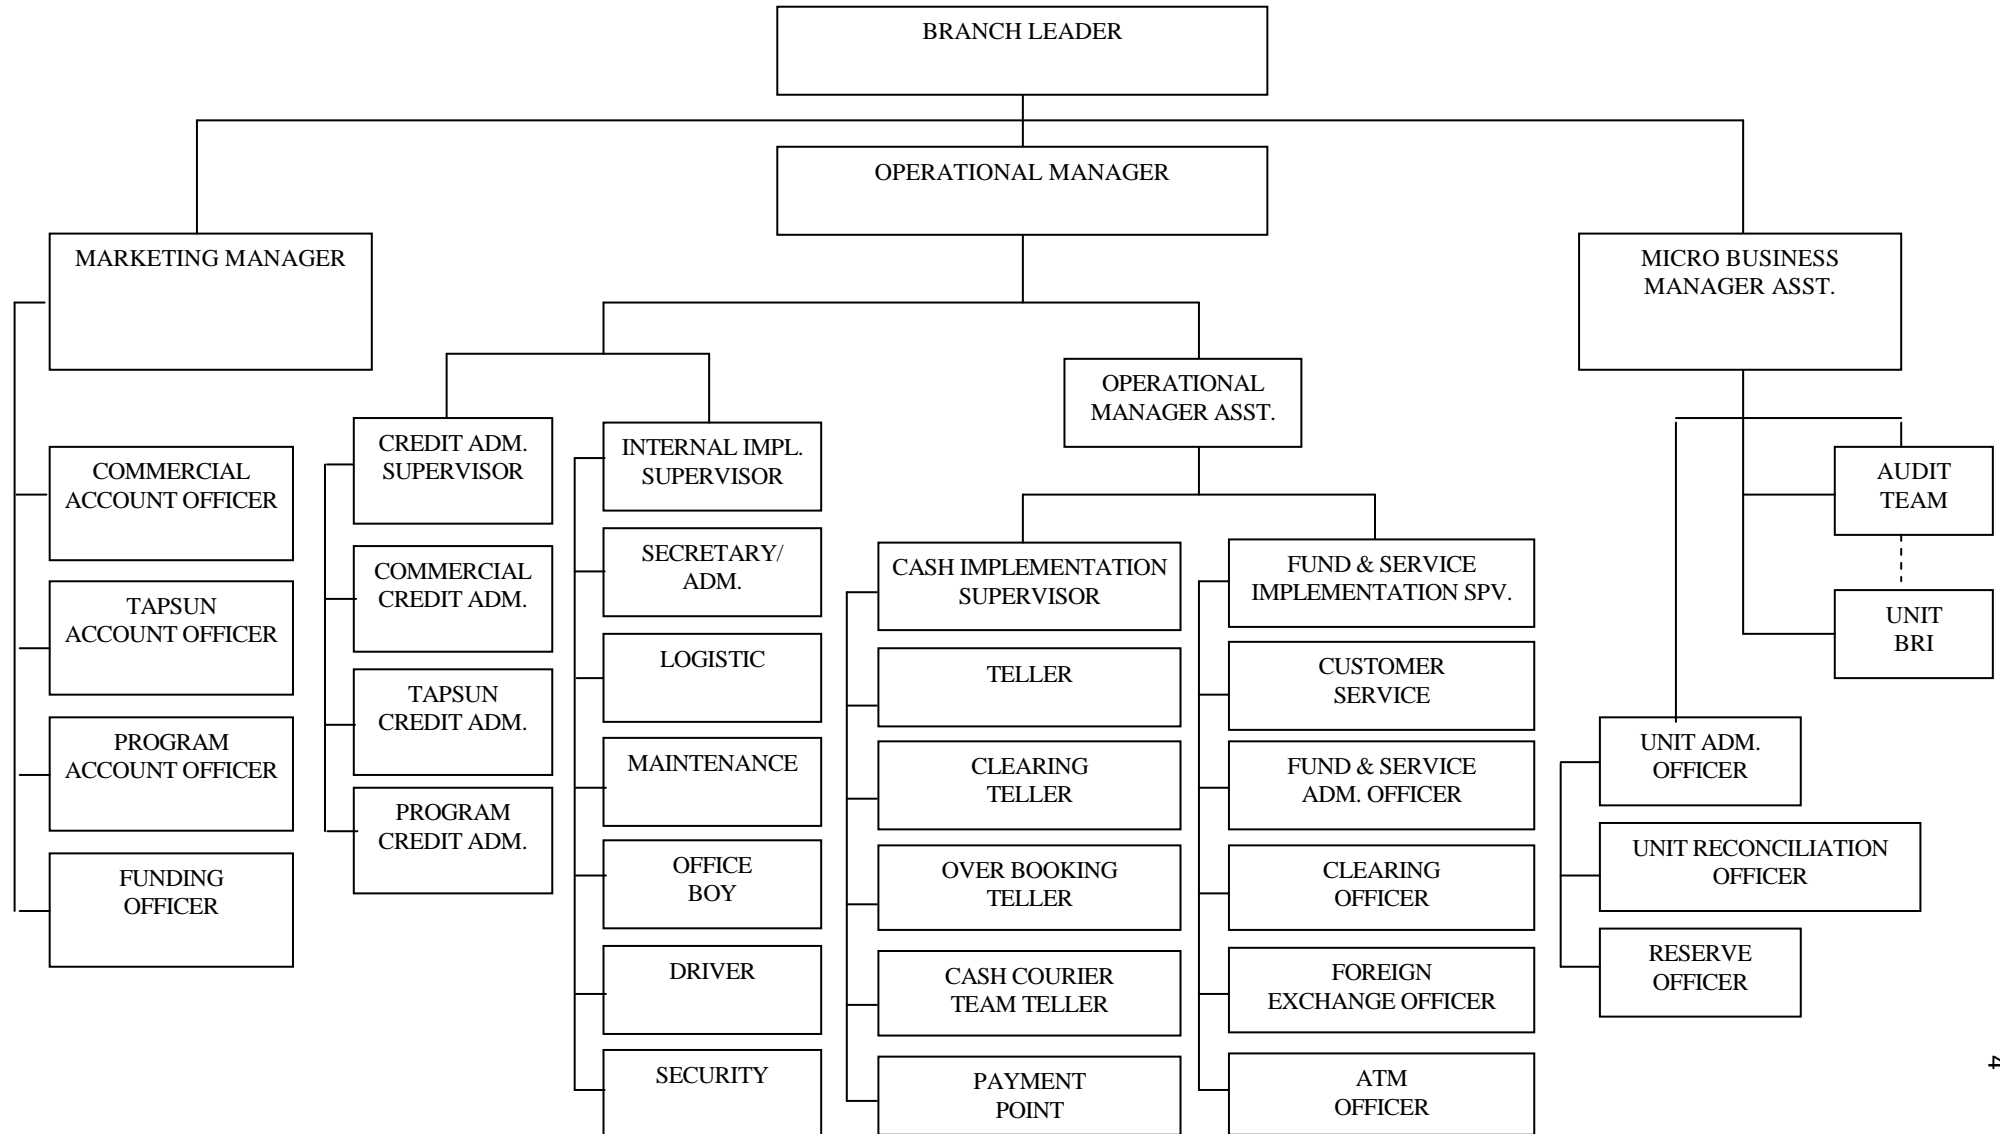 BRANCH LEADER
OPERATIONAL MANAGER
MARKETING MANAGER
MICRO BUSINESS
MANAGER ASST.
OPERATIONAL
MANAGER ASST.
COMMERCIAL
ACCOUNT OFFICER
TAPSUN
ACCOUNT OFFICER
PROGRAM
ACCOUNT OFFICER
FUNDING
OFFICER
CREDIT ADM.
SUPERVISOR
COMMERCIAL
CREDIT ADM.
TAPSUN
CREDIT ADM.
PROGRAM
CREDIT ADM.
INTERNAL IMPL.
SUPERVISOR
SECRETARY/
ADM.
LOGISTIC
MAINTENANCE
OFFICE
BOY
DRIVER
SECURITY
CASH IMPLEMENTATION
SUPERVISOR
TELLER
CLEARING
TELLER
OVER BOOKING
TELLER
CASH COURIER
TEAM TELLER
PAYMENT
POINT
FUND & SERVICE
IMPLEMENTATION SPV.
CUSTOMER
SERVICE
FUND & SERVICE
ADM. OFFICER
CLEARING
OFFICER
FOREIGN
EXCHANGE OFFICER
ATM
OFFICER
AUDIT
TEAM
UNIT
BRI
UNIT ADM.
OFFICER
UNIT RECONCILIATION
OFFICER
RESERVE
OFFICER
4